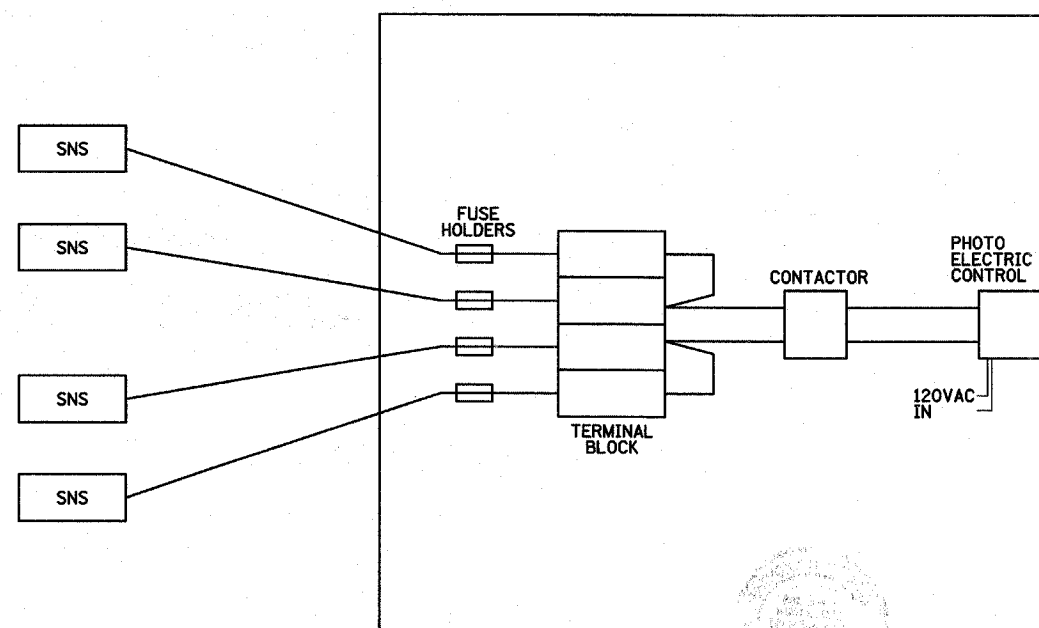 SNS
SNS
SNS
SNS
FUSE
HOLDERS
TERMINAL
BLOCK
CONTACTOR
PHOTO
ELECTRIC
CONTROL
120VAC
IN